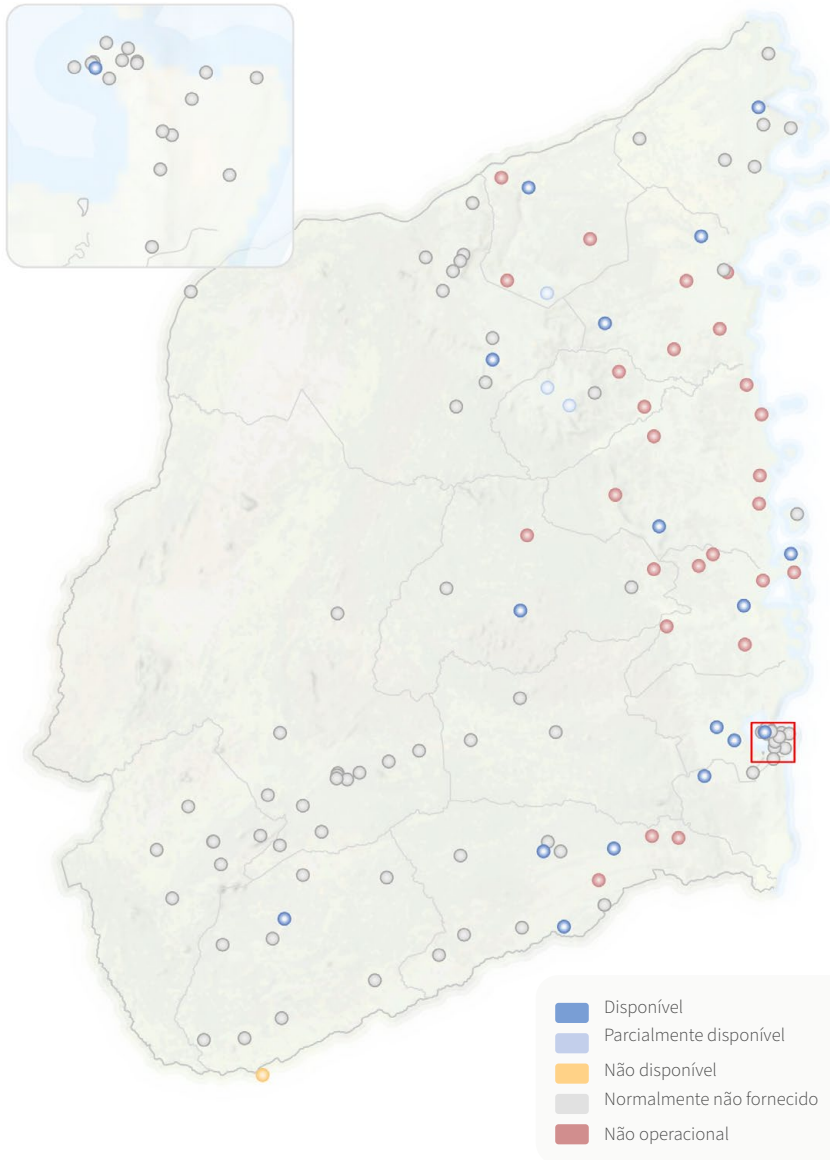 Disponível
Parcialmente disponível
Não disponível
Normalmente não fornecido
Não operacional